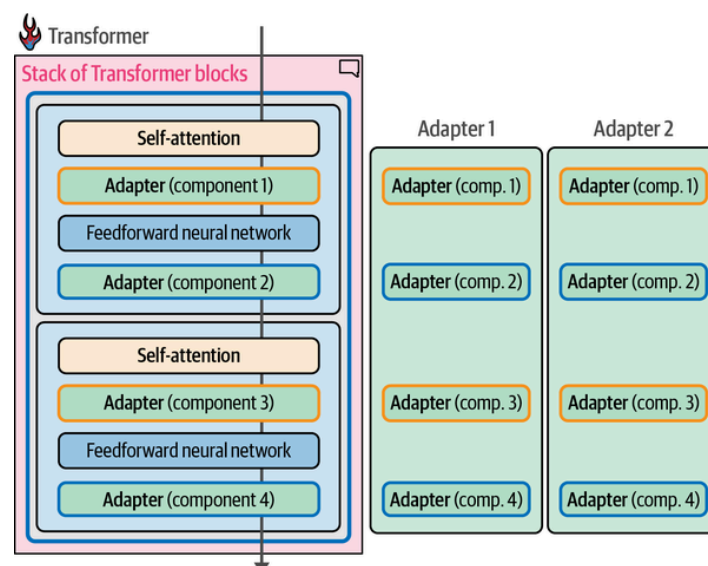 Transformer
Stack of Transformer blocks
Self-attention
Adapter (component 1)
Feedforward neural network
Adapter (component 2)
Self-attention
Adapter (component 3)
Feedforward neural network
Adapter (component 4)
Adapter 1
Adapter (comp. 1)
Adapter (comp. 2)
Adapter (comp. 3)
Adapter (comp. 4)
Adapter 2
Adapter (comp. 1)
Adapter (comp. 2)
Adapter (comp. 3)
Adapter (comp. 4)